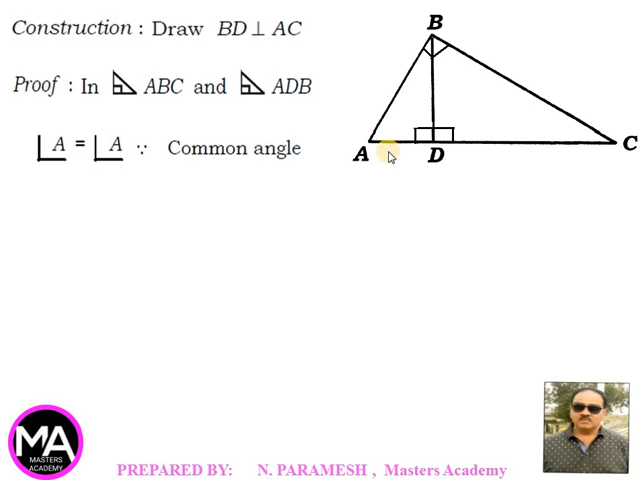 Construction : Draw BD ⊥ AC
Proof : In ⊿ ABC and ⊿ ADB
∟A = ∟A ∵ Common angle
B
A
D
C
MA
MASTERS
ACADEMY
PREPARED BY: N. PARAMESH , Masters Academy